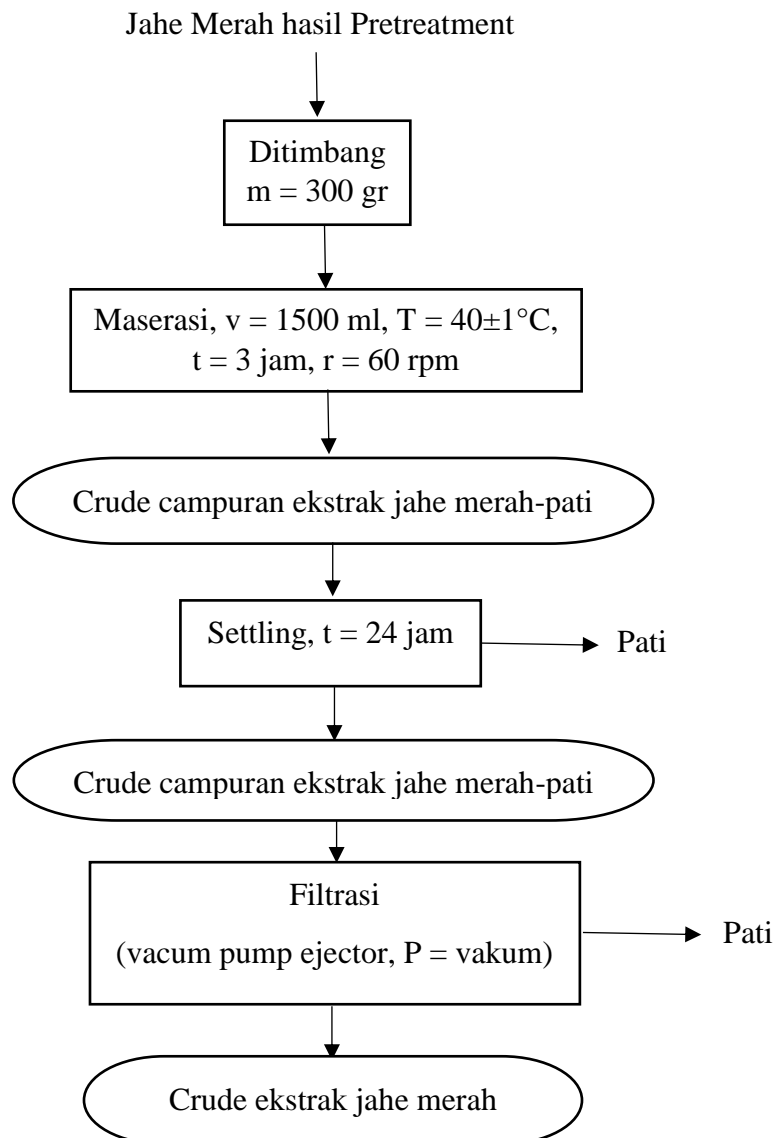 Jahe Merah hasil Pretreatment
Ditimbang
m = 300 gr
Maserasi, v = 1500 ml, T = 40±1°C,
t = 3 jam, r = 60 rpm
Crude campuran ekstrak jahe merah-pati
Settling, t = 24 jam
Pati
Crude campuran ekstrak jahe merah-pati
Filtrasi
(vacum pump ejector, P = vakum)
Pati
Crude ekstrak jahe merah